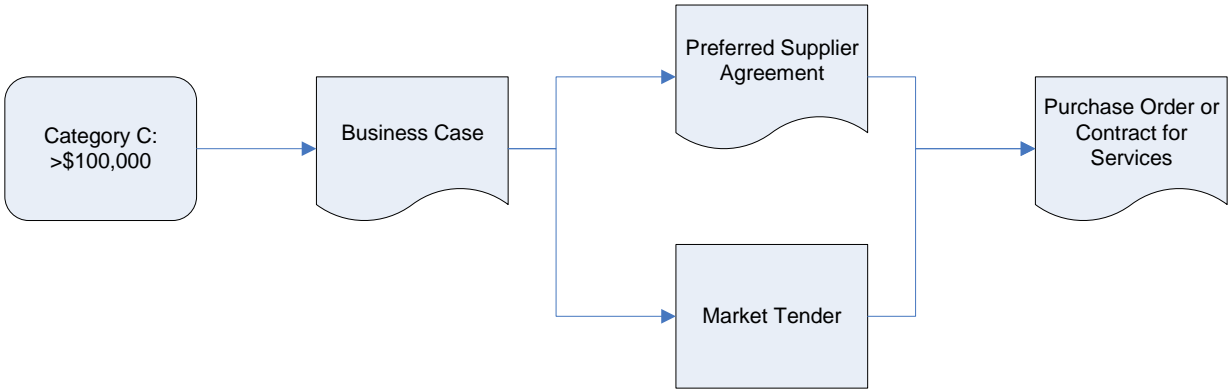 Category C:
>$100,000
Business Case
Preferred Supplier
Agreement
Market Tender
Purchase Order or
Contract for
Services